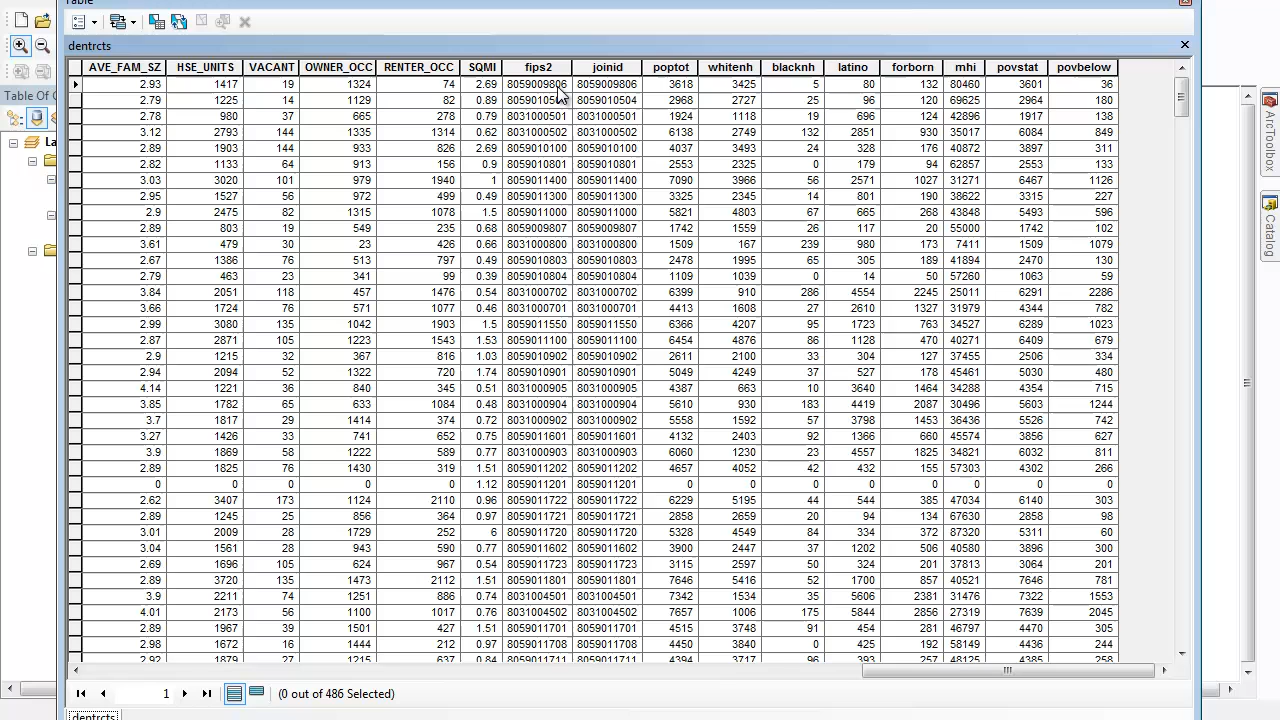 Table
dentrcts
Table Of C
AVE_FAM_SZ HSE_UNITS VACANT OWNER_OCC RENTER_OCC SQMI fips2 joinid poptot whitenh blacknh latino forborn mhi povstat povbelow
2.93 1417 19 1324 74 2.69 8059009806 8059009806 3618 3425 5 80 132 80460 3601 36
2.79 1225 14 1129 82 0.89 8059010504 2968 2727 25 96 120 69625 2964 180
2.78 980 37 665 278 0.79 8031000501 8031000501 1924 1118 696 124 42896 1917 138
3.12 2793 144 1335 1314 0.62 8031000502 8031000502 6138 2749 132 2851 930 35017 6084 849
2.89 1903 144 933 826 2.69 8059010100 8059010100 4037 3493 24 328 176 40872 3897 311
2.82 1133 64 913 156 0.9 8059010801 8059010801 2553 2325 0 179 94 62857 2553 133
3.03 3020 101 979 1940 1 8059011400 8059011400 7090 3966 56 2571 1027 31271 6467 1126
2.95 1527 56 972 499 0.49 8059011300 8059011300 3325 2345 14 801 190 38622 3315 227
2.9 2475 82 1315 1078 1.5 8059011000 8059011000 5821 4803 67 665 268 43848 5493 596
2.89 803 19 549 235 0.68 8059009807 8059009807 1742 1559 26 117 20 55000 1742 102
3.61 479 30 23 426 0.66 8031000800 8031000800 1509 167 239 980 173 7411 1509 1079
2.67 1386 76 513 797 0.49 8059010803 8059010803 2478 1995 65 305 189 41894 2470 130
2.79 463 23 341 99 0.39 8059010804 8059010804 1109 1039 0 14 50 57260 1063 59
3.84 2051 118 457 1476 0.54 8031000702 8031000702 6399 910 286 4554 2245 25011 6291 2286
3.66 1724 76 571 1077 0.46 8031000701 8031000701 4413 1608 27 2610 1327 31979 4344 782
2.99 3080 135 1042 1903 1.5 8059011550 8059011550 6366 4207 95 1723 763 34527 6289 1023
2.87 2871 105 1223 1543 1.53 8059011100 8059011100 6454 4876 86 1128 470 40271 6409 679
2.9 1215 32 367 816 1.03 8059010902 8059010902 2611 2100 33 304 127 37455 2506 334
2.94 2094 52 1322 720 1.74 8059010901 8059010901 5049 4249 37 527 178 45461 5030 480
4.14 1221 36 840 345 0.51 8031000905 8031000905 4387 663 10 3640 1464 34288 4354 715
3.85 1782 65 633 1084 0.48 8031000904 8031000904 5610 930 183 4419 2087 30496 5603 1244
3.7 1817 29 1414 374 0.72 8031000902 8031000902 5558 1592 57 3798 1453 36436 5526 742
3.27 1426 33 741 652 0.75 8059011601 8059011601 4132 2403 92 1366 660 45574 3856 627
3.9 1869 58 1222 589 0.77 8031000903 8031000903 6060 1230 23 4557 1825 34821 6032 811
2.89 1825 76 1430 319 1.51 8059011202 8059011202 4657 4052 42 432 155 57303 4302 266
0 0 0 0 0 1.12 8059011201 8059011201 0 0 0 0 0 0 0 0
2.62 3407 173 1124 2110 0.96 8059011722 8059011722 6229 5195 44 544 385 47034 6140 303
2.89 1245 25 856 364 0.97 8059011721 8059011721 2858 2659 20 94 134 67630 2858 98
3.01 2009 28 1729 252 6 8059011720 8059011720 5328 4549 84 334 372 87320 5311 60
3.04 1561 28 943 590 0.77 8059011602 8059011602 3900 2447 37 1202 506 40580 3896 300
2.69 1696 105 624 967 0.54 8059011723 8059011723 3115 2597 50 324 201 37813 3064 201
2.89 3720 135 1473 2112 1.51 8059011801 8059011801 7646 5416 52 1700 857 40521 7646 781
3.9 2211 74 1251 886 0.74 8031004501 8031004501 7342 1534 35 5606 2381 31476 7322 1553
4.01 2173 56 1100 1017 0.76 8031004502 8031004502 7657 1006 175 5844 2856 27319 7639 2045
2.89 1967 39 1501 427 1.51 8059011701 8059011701 4515 3748 91 454 281 46797 4470 305
2.98 1672 16 1444 212 0.97 8059011708 8059011708 4450 3840 0 425 192 58149 4436 244
2.92 1879 27 1215 637 0.84 8059011711 8059011711 4394 3717 96 393 257 48125 4385 258
1 (0 out of 486 Selected)
dentrcts
La
ArcToolbox
Catalog